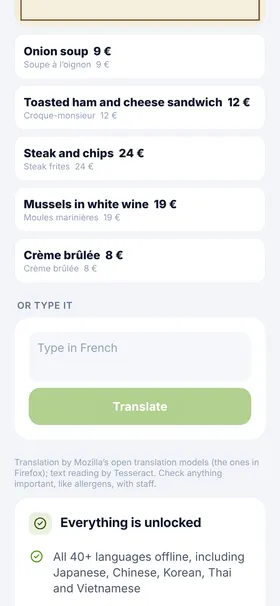 Onion soup 9 €
Soupe à l'oignon 9 €
Toasted ham and cheese sandwich 12 €
Croque-monsieur 12 €
Steak and chips 24 €
Steak frites 24 €
Mussels in white wine 19 €
Moules marinières 19 €
Crème brûlée 8 €
Crème brûlée 8 €
OR TYPE IT
Type in French
Translate
Translation by Mozilla's open translation models (the ones in
Firefox); text reading by Tesseract. Check anything
important, like allergens, with staff.
Everything is unlocked
All 40+ languages offline, including
Japanese, Chinese, Korean, Thai
and Vietnamese